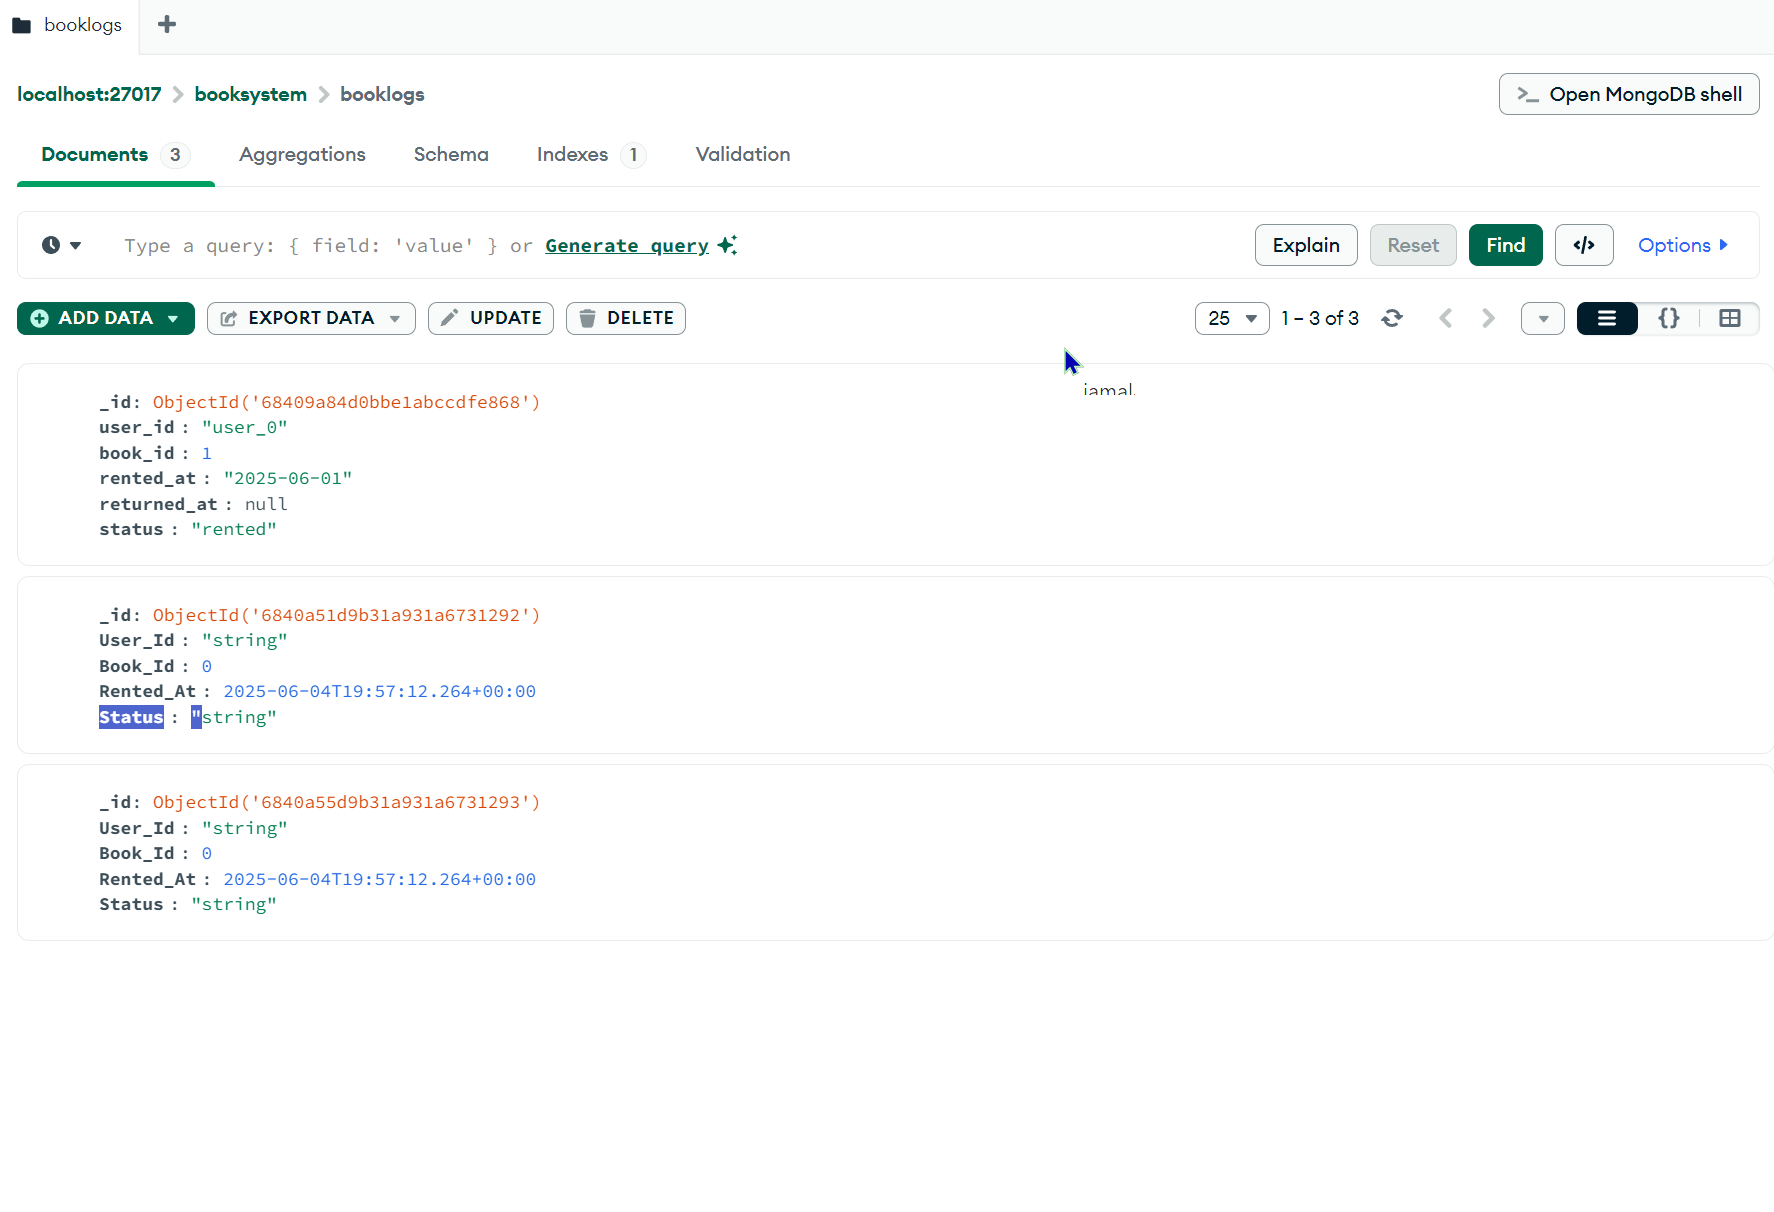 booklogs
localhost:27017 booksystem booklogs
>_ Open MongoDB shell
Documents 3 Aggregations Schema Indexes 1 Validation
Type a query: { field: 'value' } or Generate query
Explain Reset Find </> Options
ADD DATA EXPORT DATA UPDATE DELETE
25 1 – 3 of 3 {}
_id: ObjectId('68409a84d0bbe1abccdfe868')
user_id : "user_0"
book_id : 1
rented_at : "2025-06-01"
returned_at : null
status : "rented"
_id: ObjectId('6840a51d9b31a931a6731292')
User_Id : "string"
Book_Id : 0
Rented_At : 2025-06-04T19:57:12.264+00:00
Status : "string"
_id: ObjectId('6840a55d9b31a931a6731293')
User_Id : "string"
Book_Id : 0
Rented_At : 2025-06-04T19:57:12.264+00:00
Status : "string"